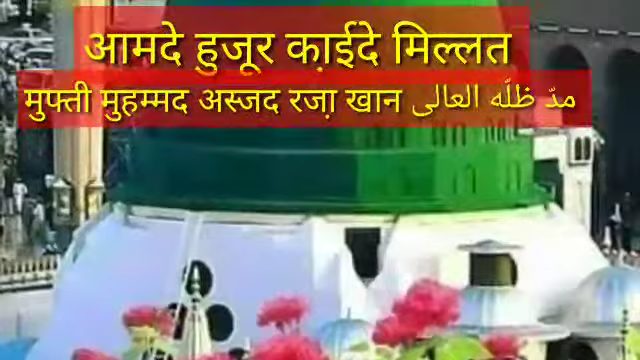 आमदे हुजूर क़ाईदे मिल्लत
मुफ्ती मुहम्मद अस्जद रजा़ खान مدّ ظلّه العالی